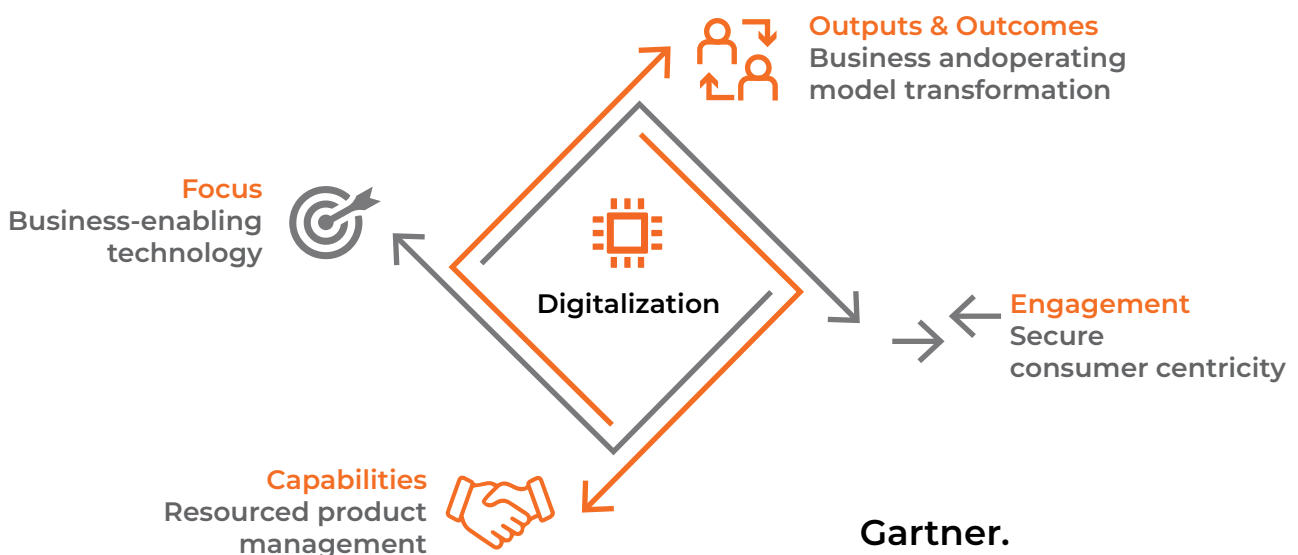 Outputs & Outcomes
Business andoperating
model transformation
Focus
Business-enabling
technology
Digitalization
Engagement
Secure
consumer centricity
Capabilities
Resourced product
management
Gartner.